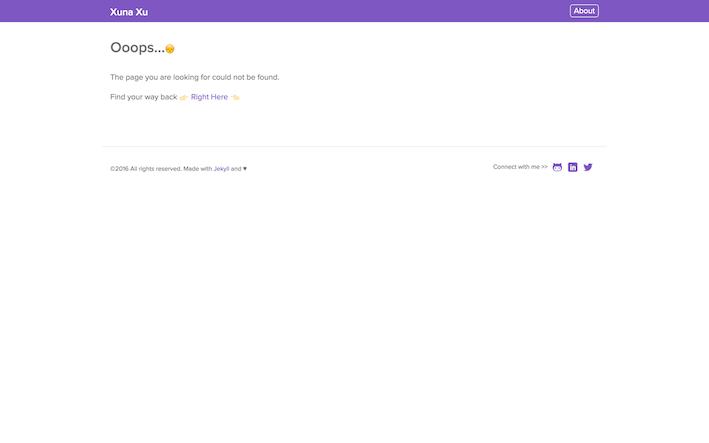 Xuna Xu
About
Ooops...
The page you are looking for could not be found.
Find your way back 👉 Right Here 👈
©2016 All rights reserved. Made with Jekyll and ♥
Connect with me >>